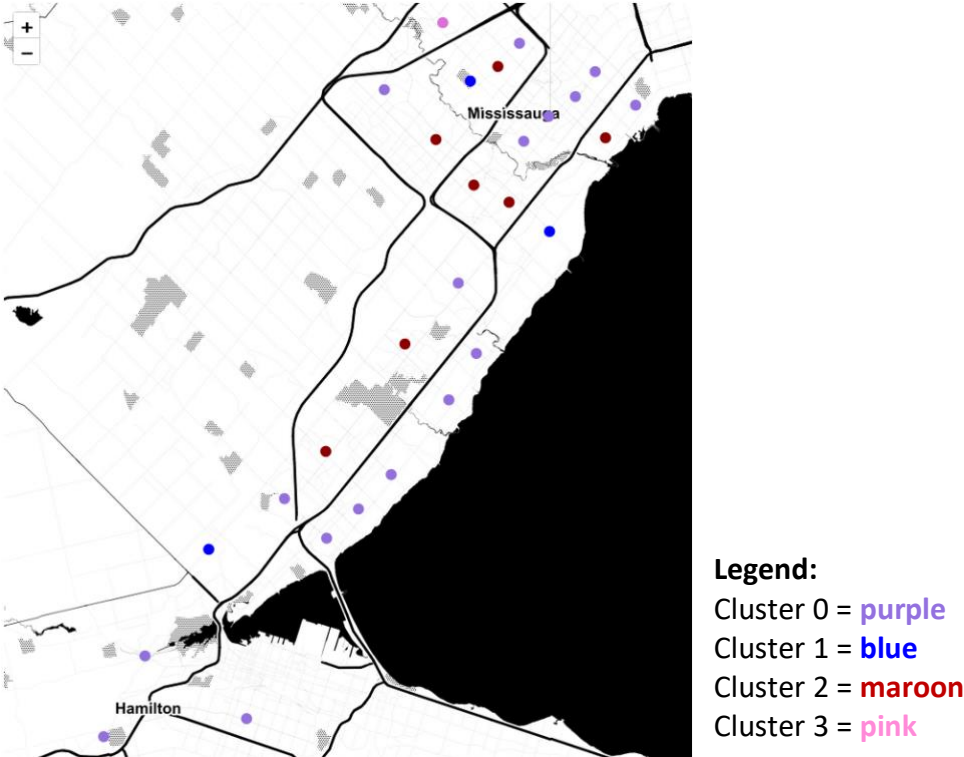 +
−
Mississauga
Hamilton
Legend:
Cluster 0 = purple
Cluster 1 = blue
Cluster 2 = maroon
Cluster 3 = pink